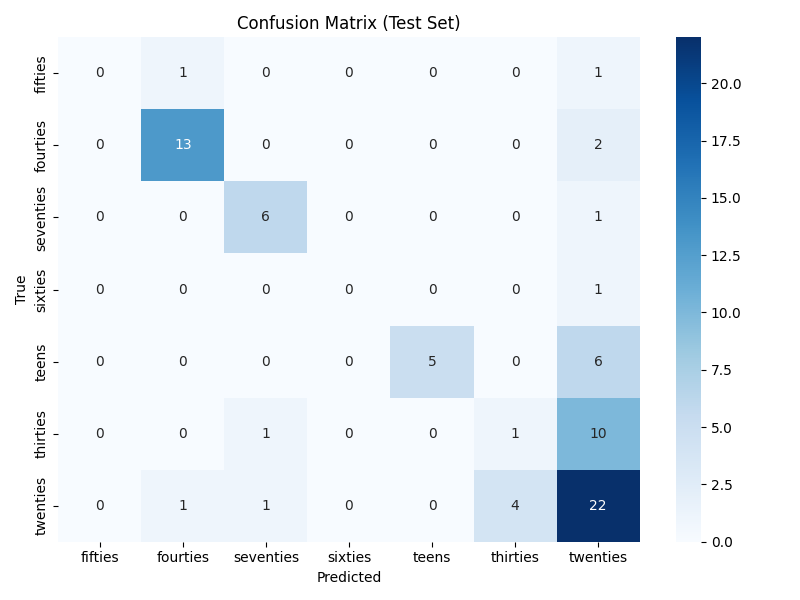 Confusion Matrix (Test Set)
fifties 0 1 0 0 0 0 1
fourties 0 13 0 0 0 0 2
seventies 0 0 6 0 0 0 1
sixties 0 0 0 0 0 0 1
teens 0 0 0 0 5 0 6
thirties 0 0 1 0 0 1 10
twenties 0 1 1 0 0 4 22
True
fifties fourties seventies sixties teens thirties twenties
Predicted
20.0
17.5
15.0
12.5
10.0
7.5
5.0
2.5
0.0